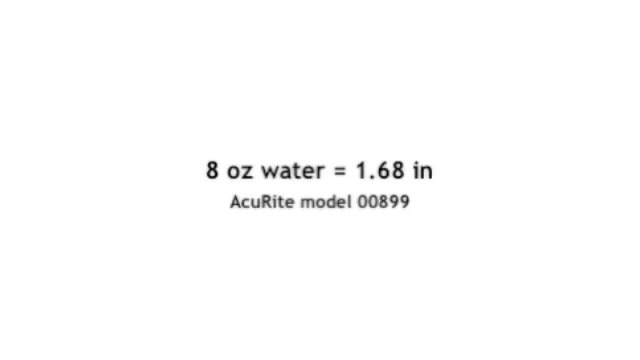 8 oz water = 1.68 in
AcuRite model 00899